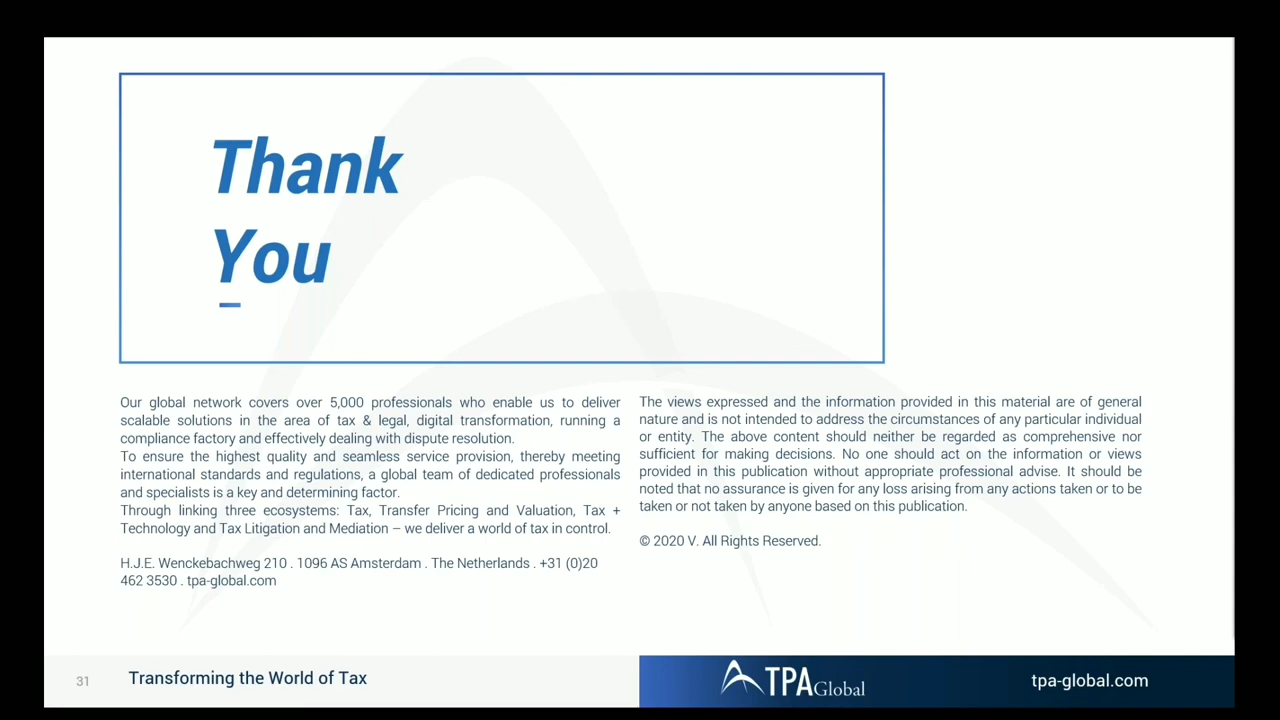 Thank
You
Our global network covers over 5,000 professionals who enable us to deliver
scalable solutions in the area of tax & legal, digital transformation, running a
compliance factory and effectively dealing with dispute resolution.
To ensure the highest quality and seamless service provision, thereby meeting
international standards and regulations, a global team of dedicated professionals
and specialists is a key and determining factor.
Through linking three ecosystems: Tax, Transfer Pricing and Valuation, Tax +
Technology and Tax Litigation and Mediation – we deliver a world of tax in control.
H.J.E. Wenckebachweg 210 . 1096 AS Amsterdam . The Netherlands . +31 (0)20
462 3530 . tpa-global.com
The views expressed and the information provided in this material are of general
nature and is not intended to address the circumstances of any particular individual
or entity. The above content should neither be regarded as comprehensive nor
sufficient for making decisions. No one should act on the information or views
provided in this publication without appropriate professional advise. It should be
noted that no assurance is given for any loss arising from any actions taken or to be
taken or not taken by anyone based on this publication.
© 2020 V. All Rights Reserved.
31
Transforming the World of Tax
TPA Global
tpa-global.com